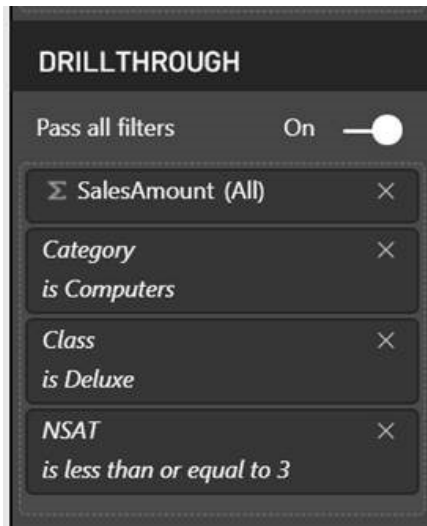 DRILLTHROUGH
Pass all filters On
Σ SalesAmount (All)
Category
is Computers
Class
is Deluxe
NSAT
is less than or equal to 3